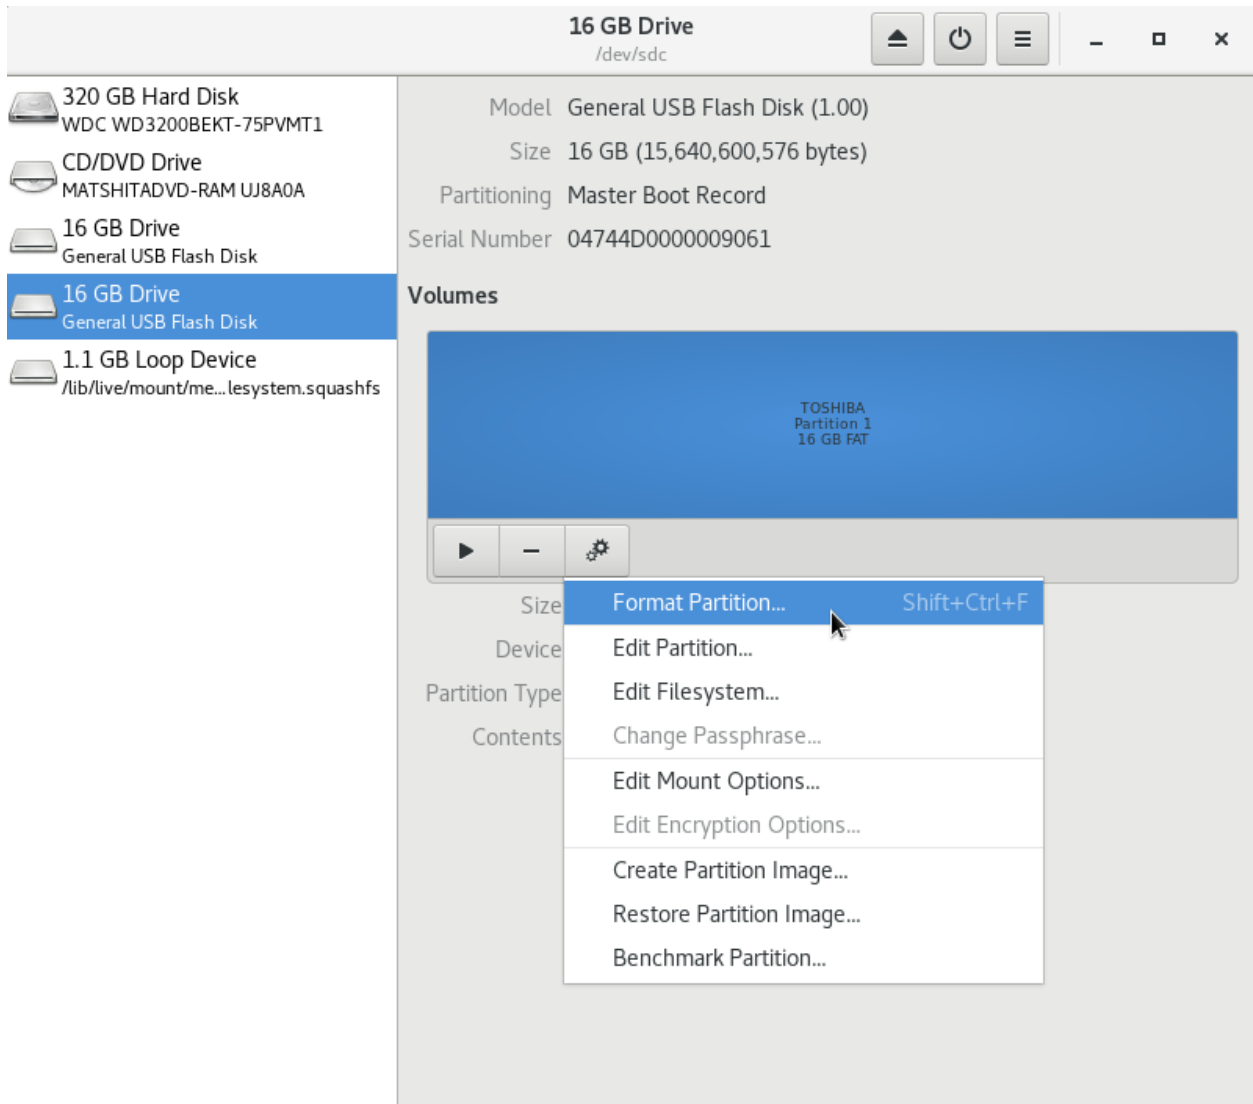 16 GB Drive
/dev/sdc
320 GB Hard Disk
WDC WD3200BEKT-75PVMT1
CD/DVD Drive
MATSHITADVD-RAM UJ8A0A
16 GB Drive
General USB Flash Disk
16 GB Drive
General USB Flash Disk
1.1 GB Loop Device
/lib/live/mount/me...lesystem.squashfs
Model General USB Flash Disk (1.00)
Size 16 GB (15,640,600,576 bytes)
Partitioning Master Boot Record
Serial Number 04744D0000009061
Volumes
TOSHIBA
Partition 1
16 GB FAT
Size
Device
Partition Type
Contents
Format Partition... Shift+Ctrl+F
Edit Partition...
Edit Filesystem...
Change Passphrase...
Edit Mount Options...
Edit Encryption Options...
Create Partition Image...
Restore Partition Image...
Benchmark Partition...